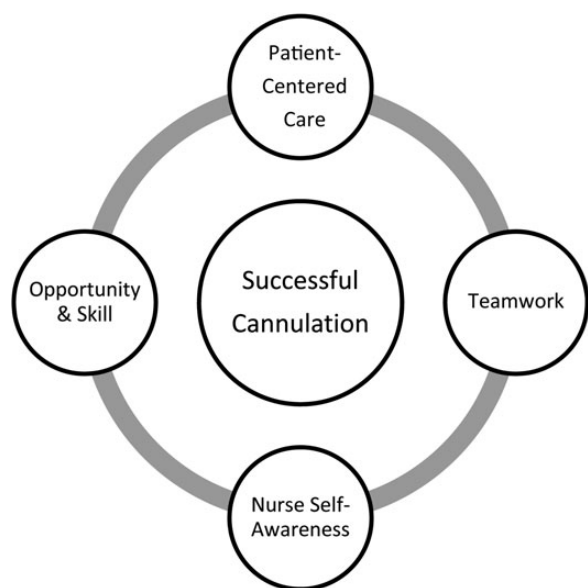 Patient-
Centered
Care
Opportunity
& Skill
Successful
Cannulation
Teamwork
Nurse Self-
Awareness